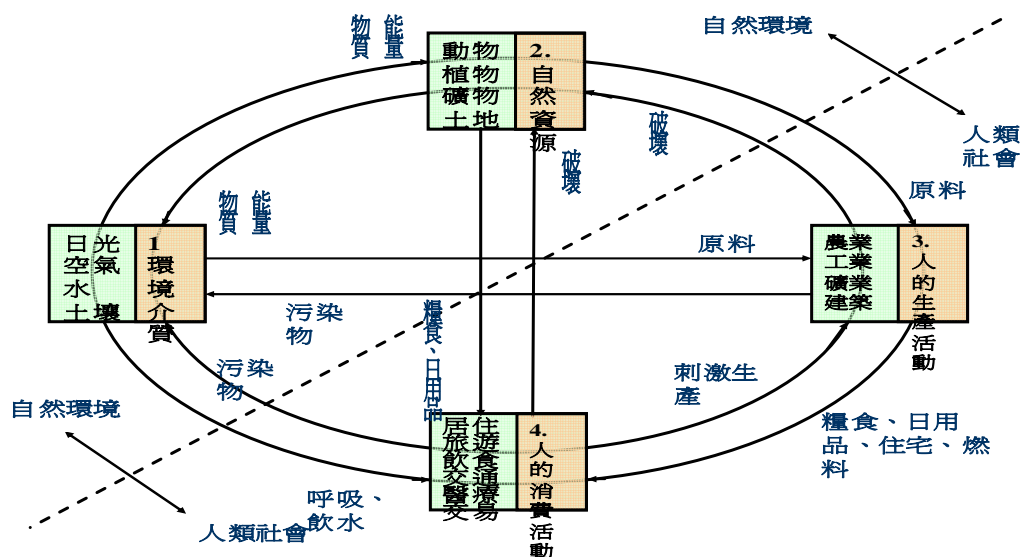 物質
能量
自然環境
動物
植物
礦物
土地
2.
自
然
資
源
破壞
破壞
人類
社會
物質
能量
原料
日光
空氣
水
土壤
1
環
境
介
質
原料
農業
工業
礦業
建築
3.
人
的
生
產
活
動
污染
物
糧食、日用品
污染
物
刺激生
產
自然環境
居住
旅遊
飲食
交通
醫療
交易
4.
人
的
消
費
活
動
糧食、日用
品、住宅、燃
料
呼吸、
飲水
人類社會